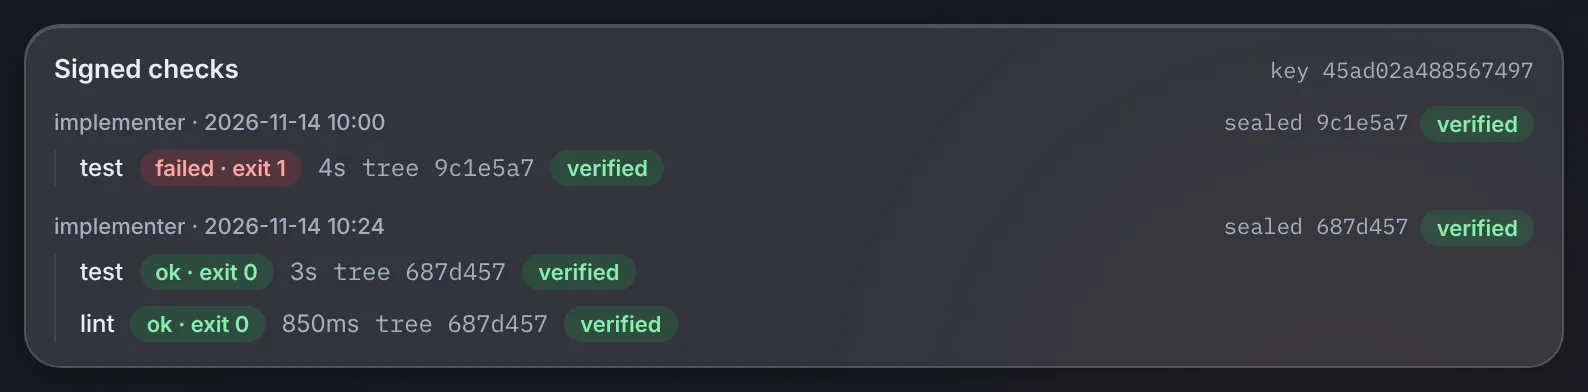 Signed checks key 45ad02a488567497
implementer · 2026-11-14 10:00 sealed 9c1e5a7 verified
test failed · exit 1 4s tree 9c1e5a7 verified
implementer · 2026-11-14 10:24 sealed 687d457 verified
test ok · exit 0 3s tree 687d457 verified
lint ok · exit 0 850ms tree 687d457 verified